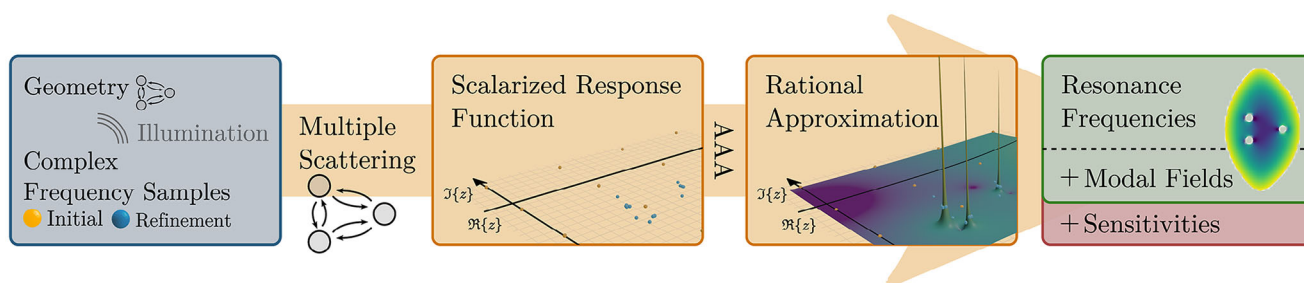 Geometry
Illumination
Complex
Frequency Samples
Initial Refinement
Multiple
Scattering
Scalarized Response
Function
ℑ{z}
ℜ{z}
AAA
Rational
Approximation
ℑ{z}
ℜ{z}
Resonance
Frequencies
+ Modal Fields
+ Sensitivities